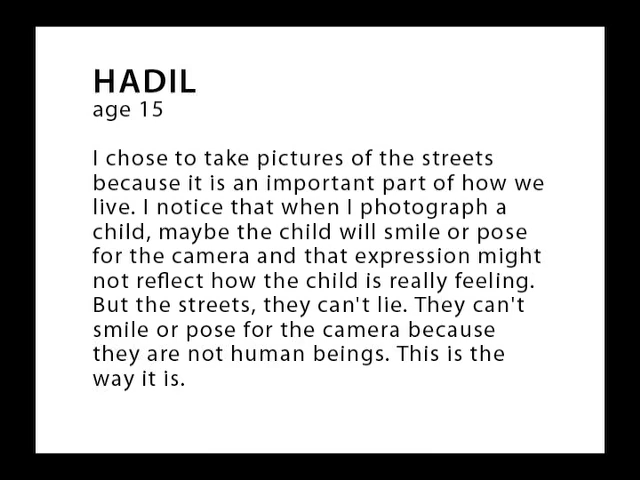 HADIL
age 15
I chose to take pictures of the streets
because it is an important part of how we
live. I notice that when I photograph a
child, maybe the child will smile or pose
for the camera and that expression might
not reflect how the child is really feeling.
But the streets, they can't lie. They can't
smile or pose for the camera because
they are not human beings. This is the
way it is.